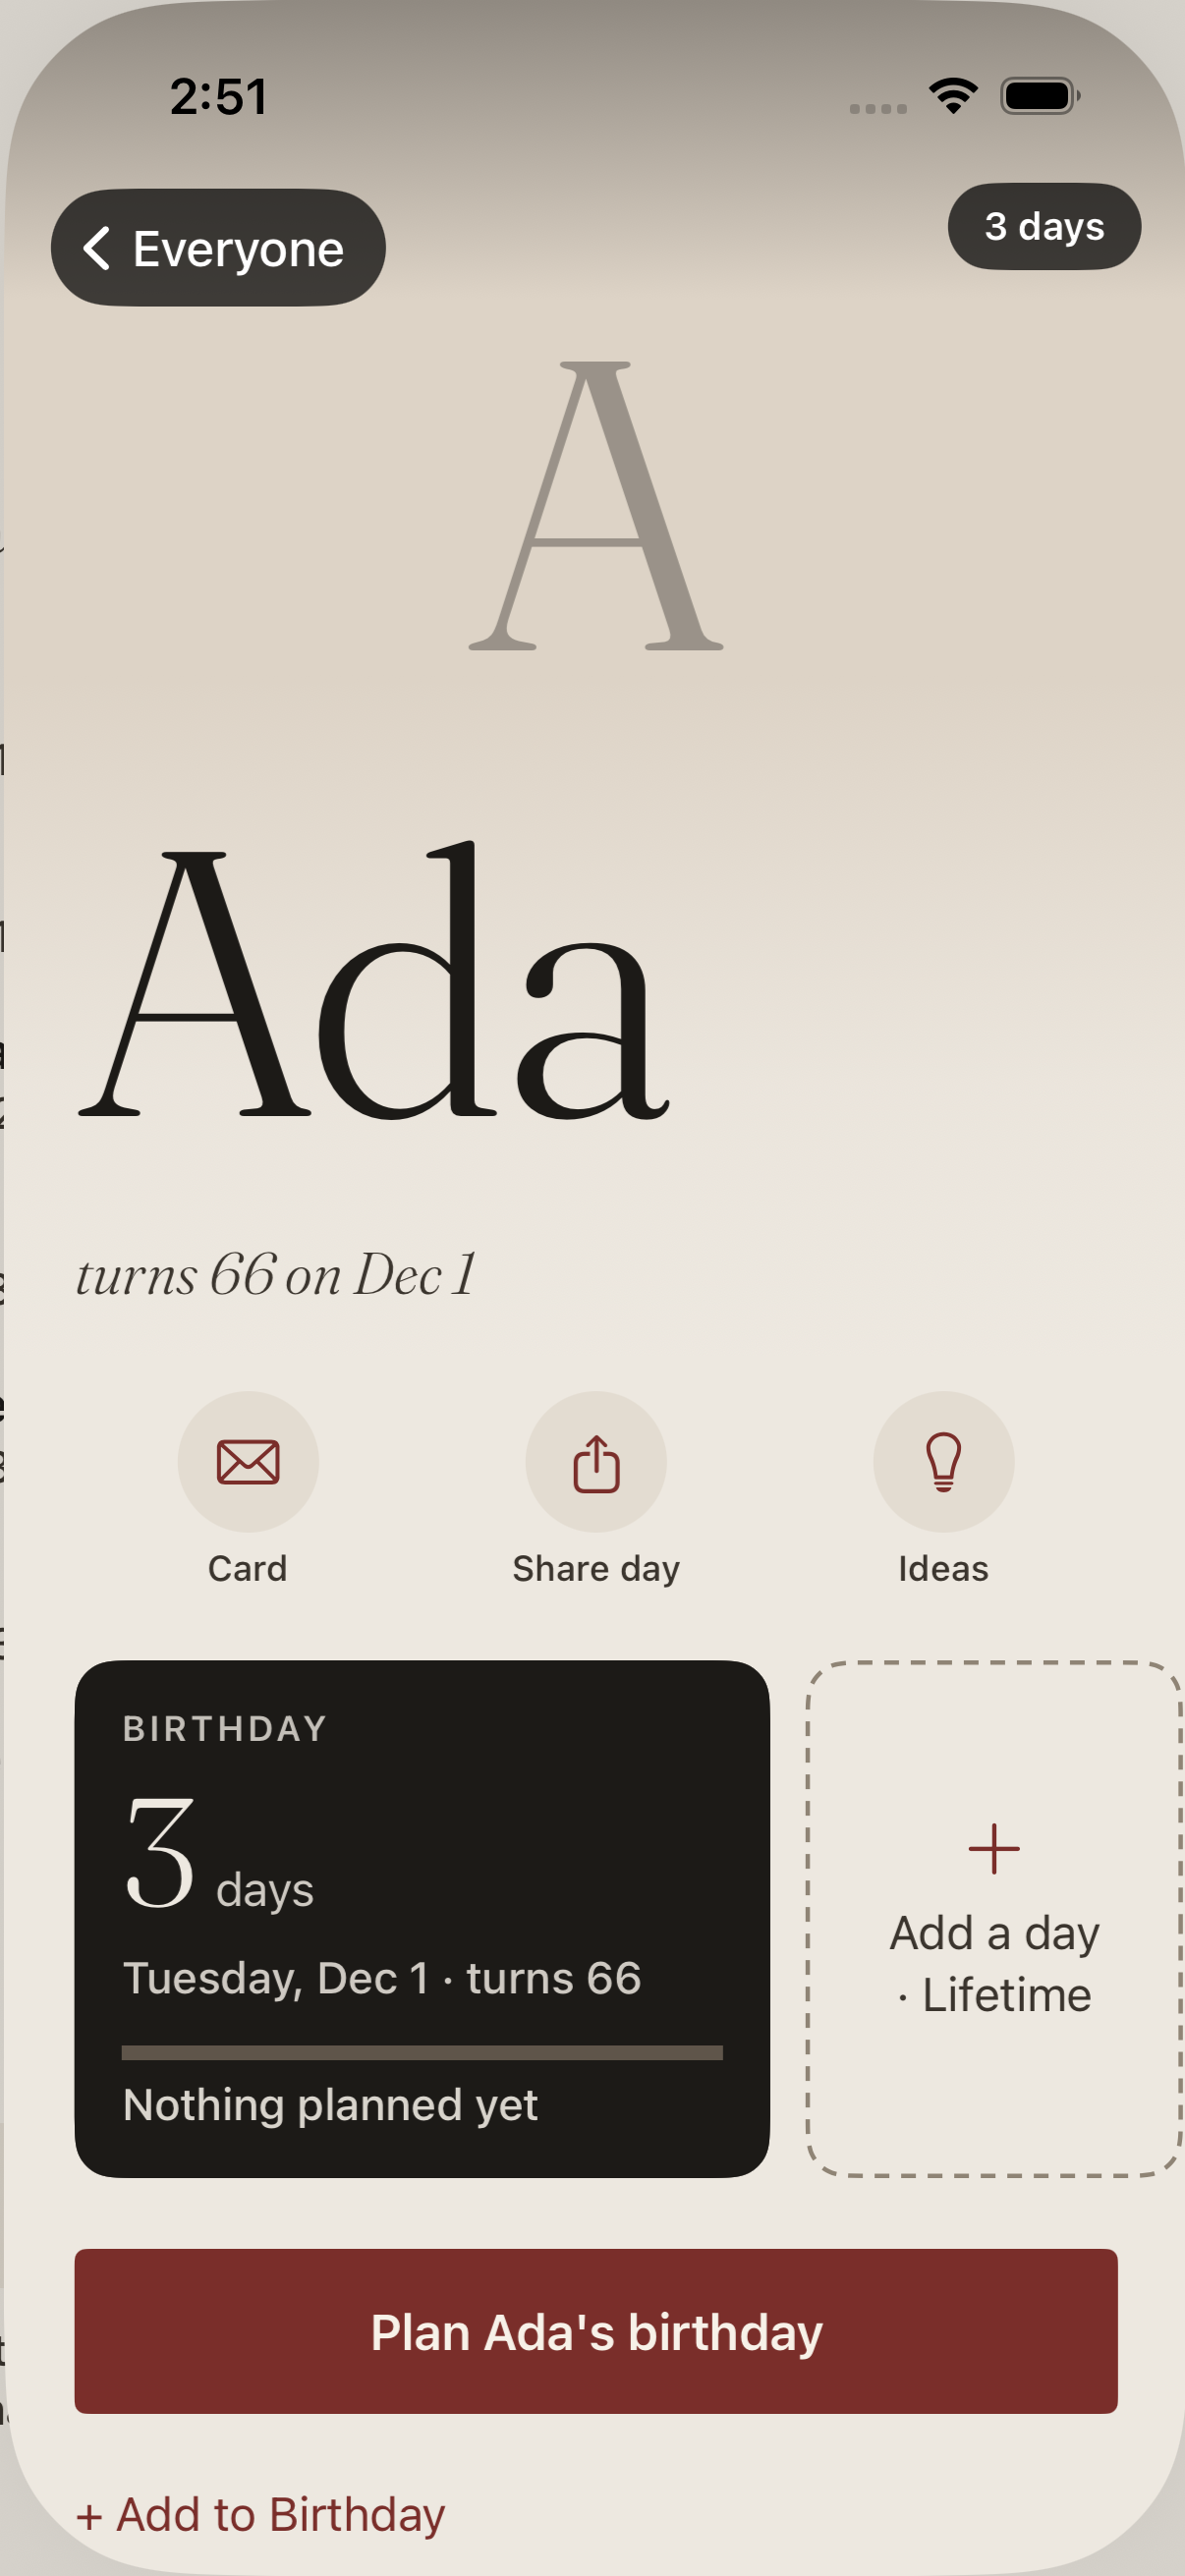 2:51
Everyone
3 days
A
Ada
turns 66 on Dec 1
Card
Share day
Ideas
BIRTHDAY
3 days
Tuesday, Dec 1 · turns 66
Nothing planned yet
Add a day
· Lifetime
Plan Ada's birthday
+ Add to Birthday